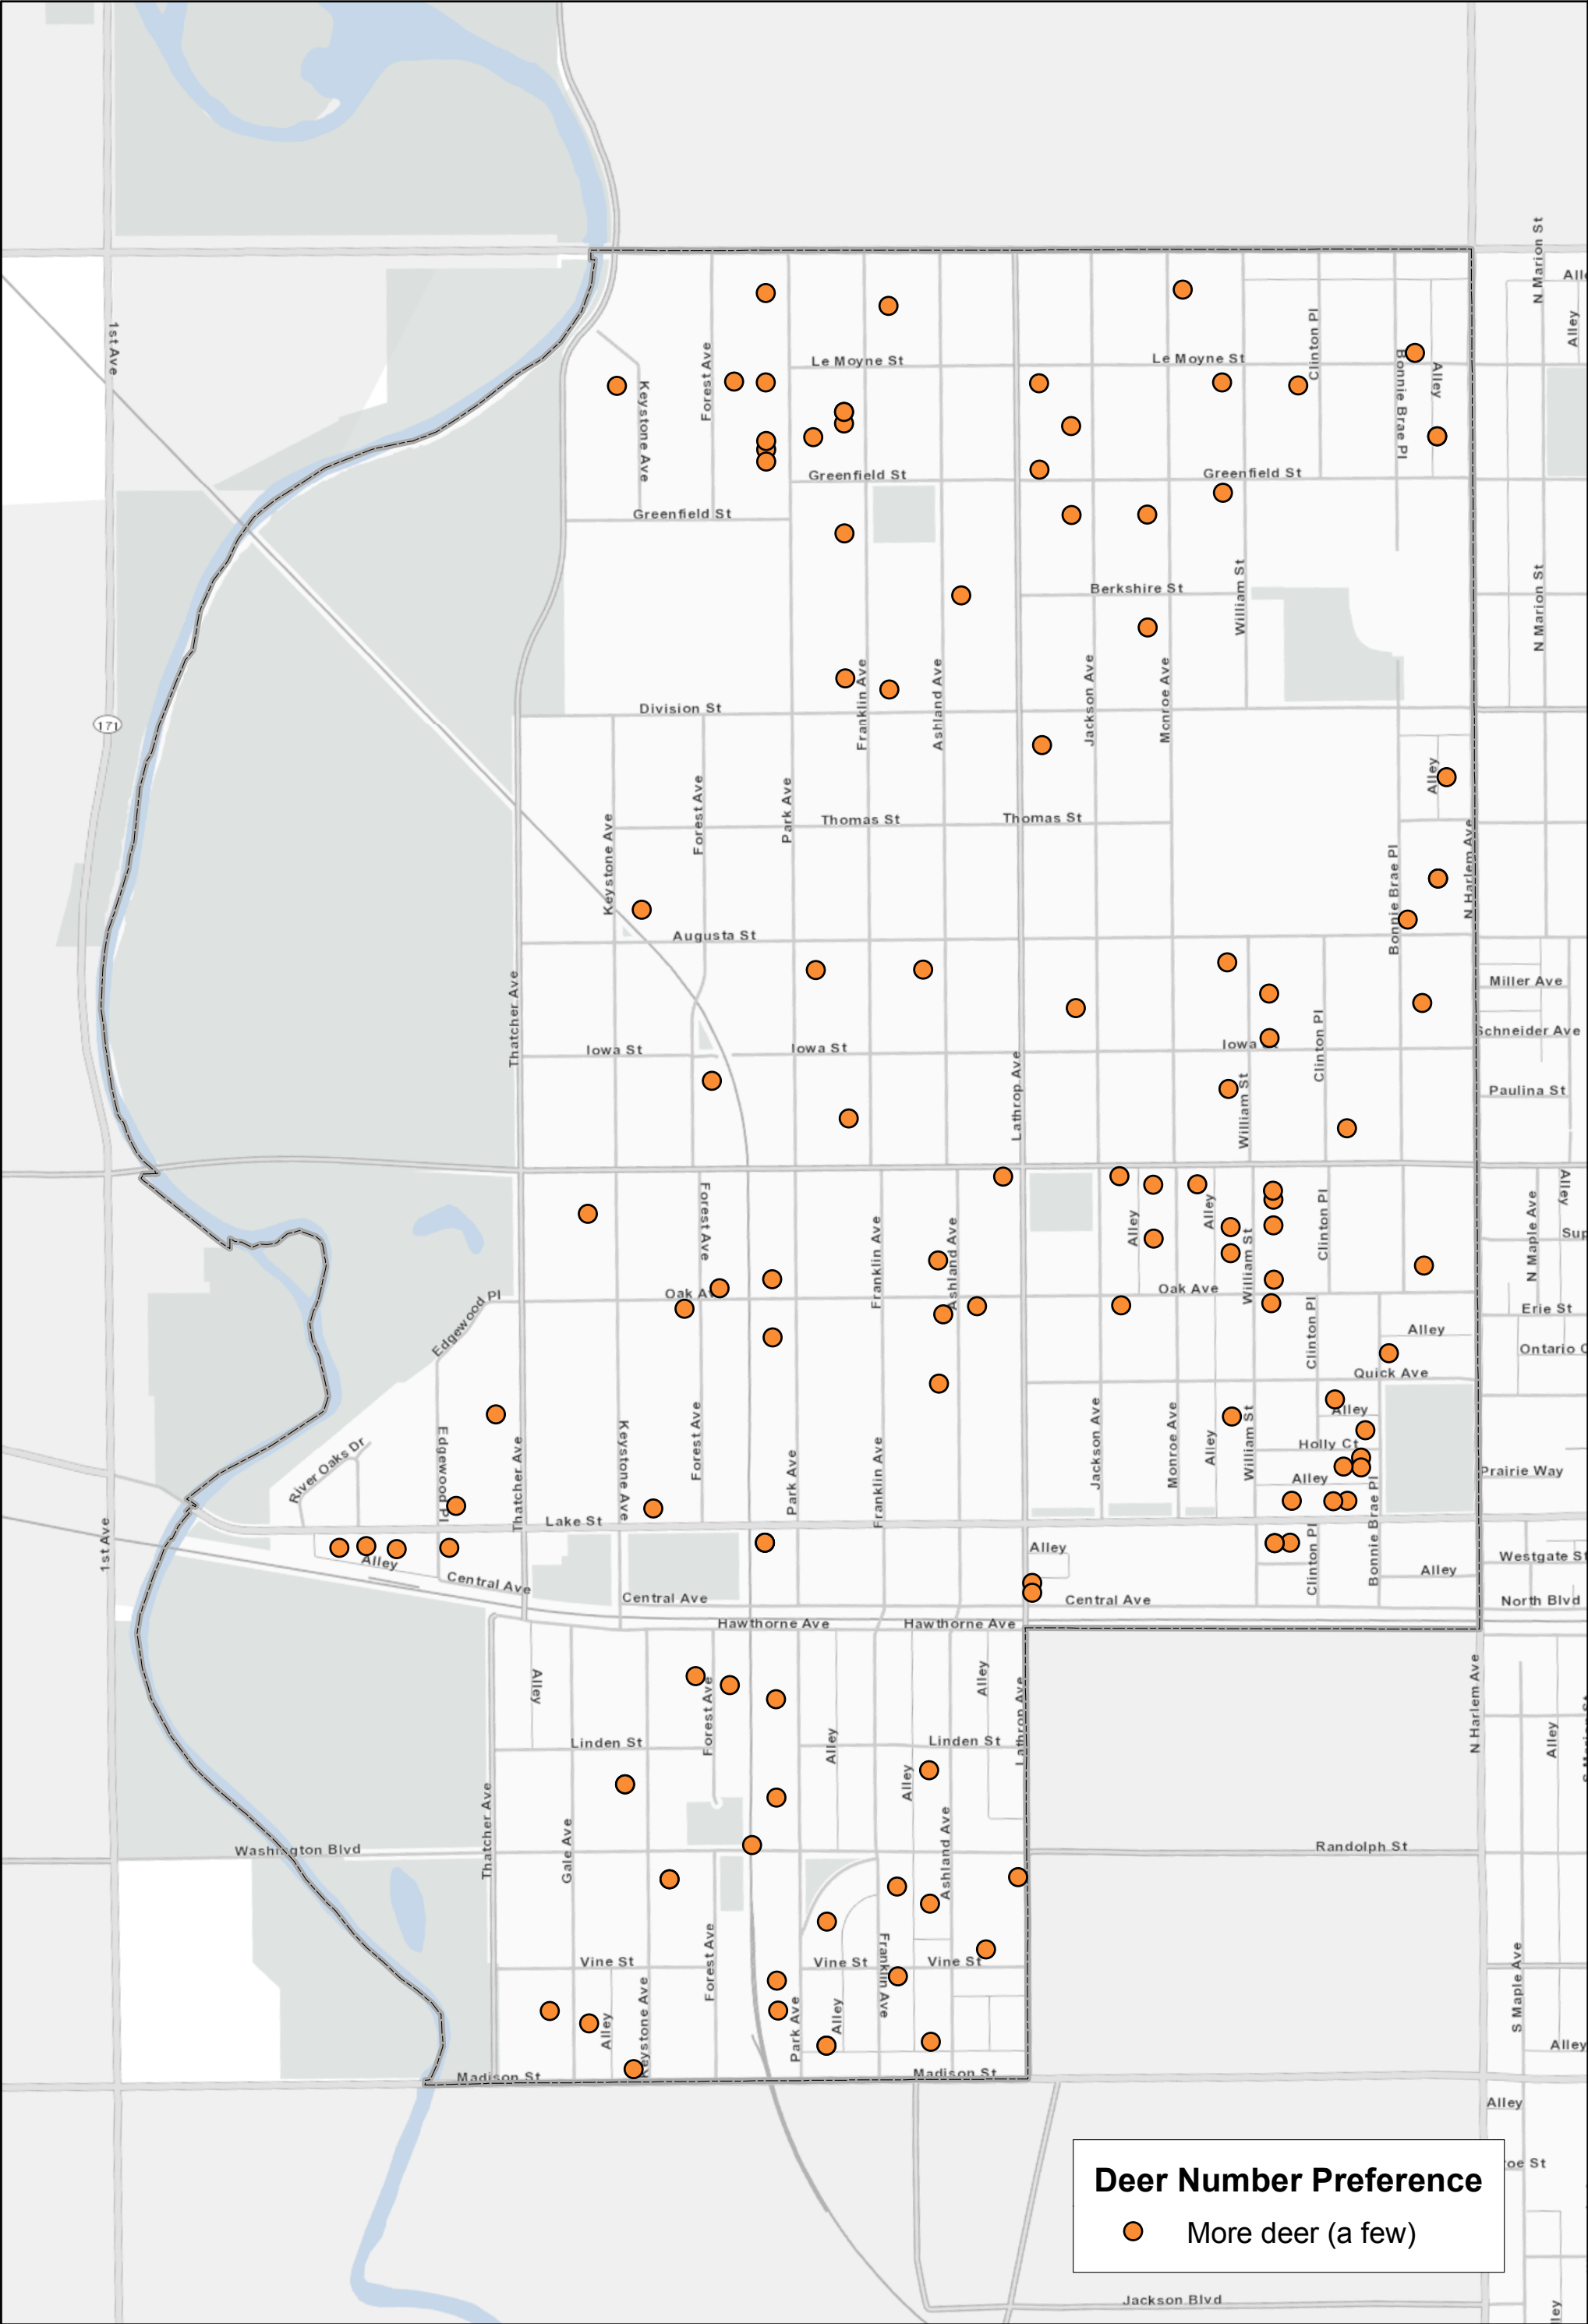 N Marion St
Alle
Alley
1st Ave
Clinton Pl
Forest Ave
Le Moyne St
Le Moyne St
Bonnie Brae Pl
Alley
Keystone Ave
Greenfield St
Greenfield St
Greenfield St
William St
N Marion St
Berkshire St
Franklin Ave
Ashland Ave
Jackson Ave
Monroe Ave
Division St
171
Alley
Forest Ave
Park Ave
Thomas St
Thomas St
Keystone Ave
Bonnie Brae Pl
N Harlem Ave
Augusta St
Thatcher Ave
Miller Ave
Schneider Ave
Clinton Pl
Iowa St
Iowa St
Iowa
Lathrop Ave
William St
Paulina St
Forest Ave
Alley
Alley
Clinton Pl
N Maple Ave
Alley
Sup
Franklin Ave
Ashland Ave
William St
Oak A
Oak Ave
Edgewood Pl
Erie St
Clinton Pl
Alley
Ontario C
Quick Ave
Alley
River Oaks Dr
Edgewood Pl
Thatcher Ave
Keystone Ave
Forest Ave
Park Ave
Franklin Ave
Jackson Ave
Monroe Ave
Alley
William St
Holly Ct
Alley
Prairie Way
Bonnie Brae Pl
Lake St
1st Ave
Alley
Alley
Clinton Pl
Westgate St
Alley
Central Ave
Central Ave
Central Ave
North Blvd
Hawthorne Ave
Hawthorne Ave
Alley
Forest Ave
Alley
Lathrop Ave
N Harlem Ave
Linden St
Alley
Linden St
Alley
Alley
Thatcher Ave
Gale Ave
Ashland Ave
Washington Blvd
Randolph St
Forest Ave
Vine St
Vine St
Franklin Ave
Vine St
S Maple Ave
Alley
Keystone Ave
Park Ave
Alley
Alley
Madison St
Madison St
Alley
oe St
Deer Number Preference
More deer (a few)
Jackson Blvd
ley